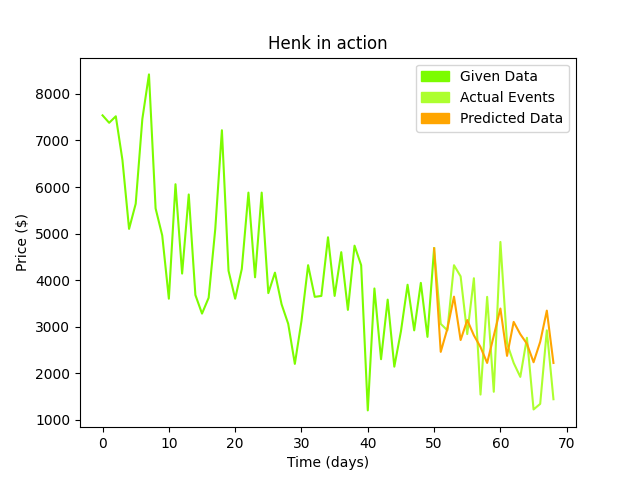 Henk in action
Given Data
Actual Events
Predicted Data
Price ($)
8000
7000
6000
5000
4000
3000
2000
1000
0 10 20 30 40 50 60 70
Time (days)